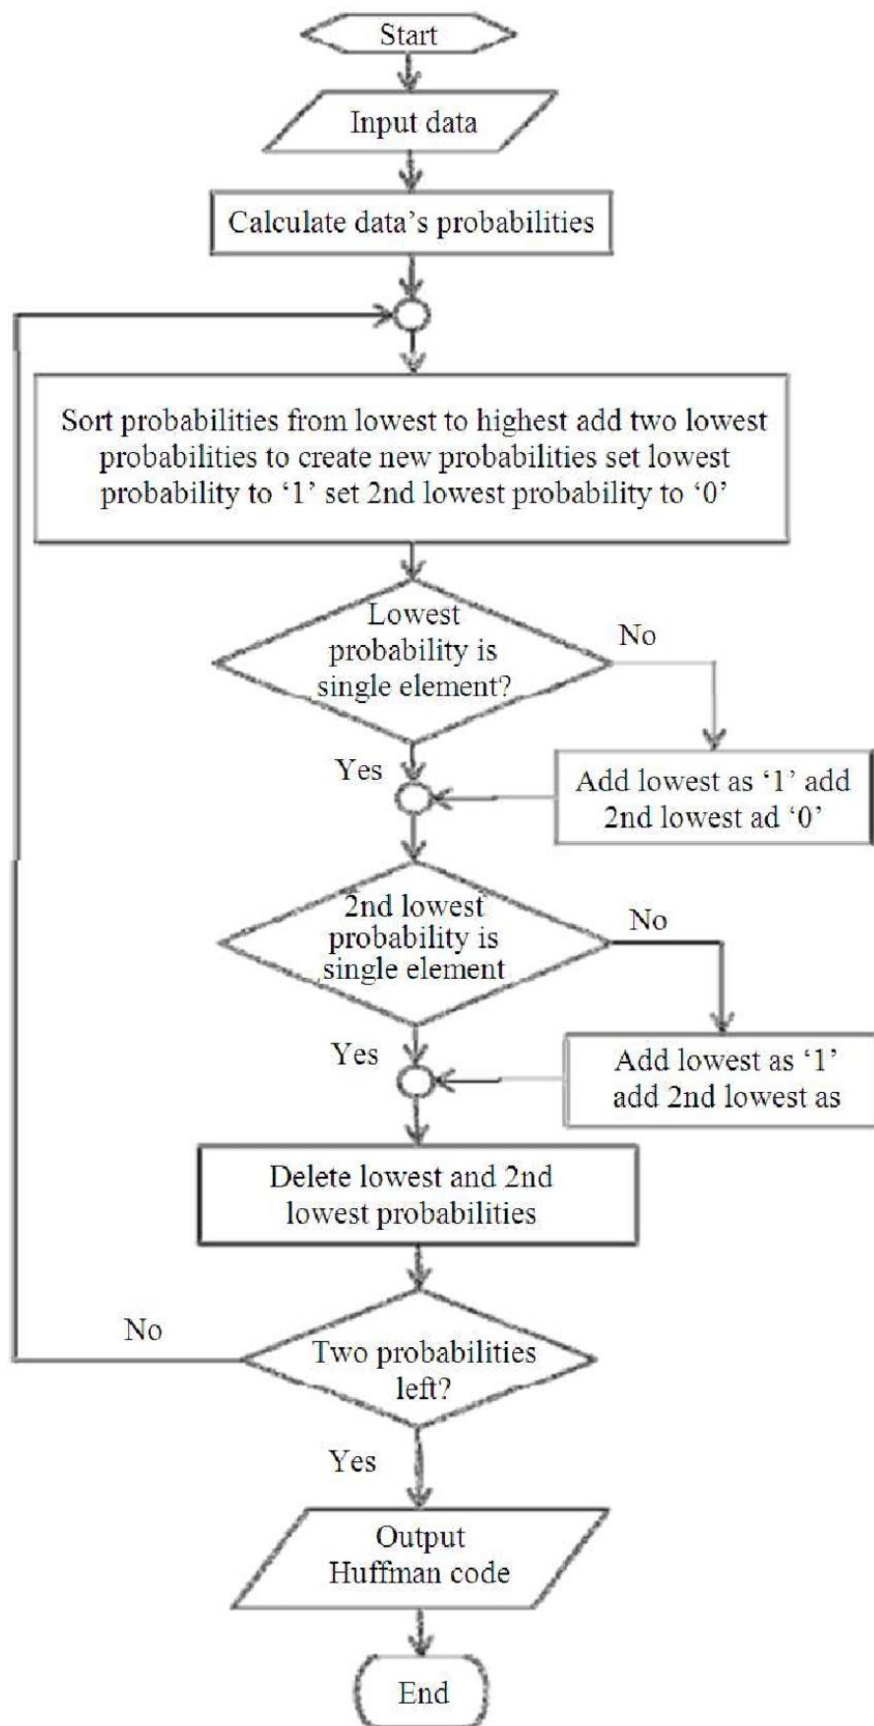 Start
Input data
Calculate data's probabilities
Sort probabilities from lowest to highest add two lowest
probabilities to create new probabilities set lowest
probability to ‘1’ set 2nd lowest probability to ‘0’
Lowest
probability is
single element?
No
Yes
Add lowest as ‘1’ add
2nd lowest ad ‘0’
2nd lowest
probability is
single element
No
Yes
Add lowest as ‘1’
add 2nd lowest as
Delete lowest and 2nd
lowest probabilities
No
Two probabilities
left?
Yes
Output
Huffman code
End